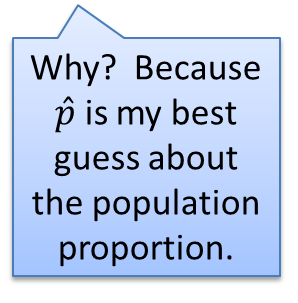 Why?  Because
p̂ is my best
guess about
the population
proportion.